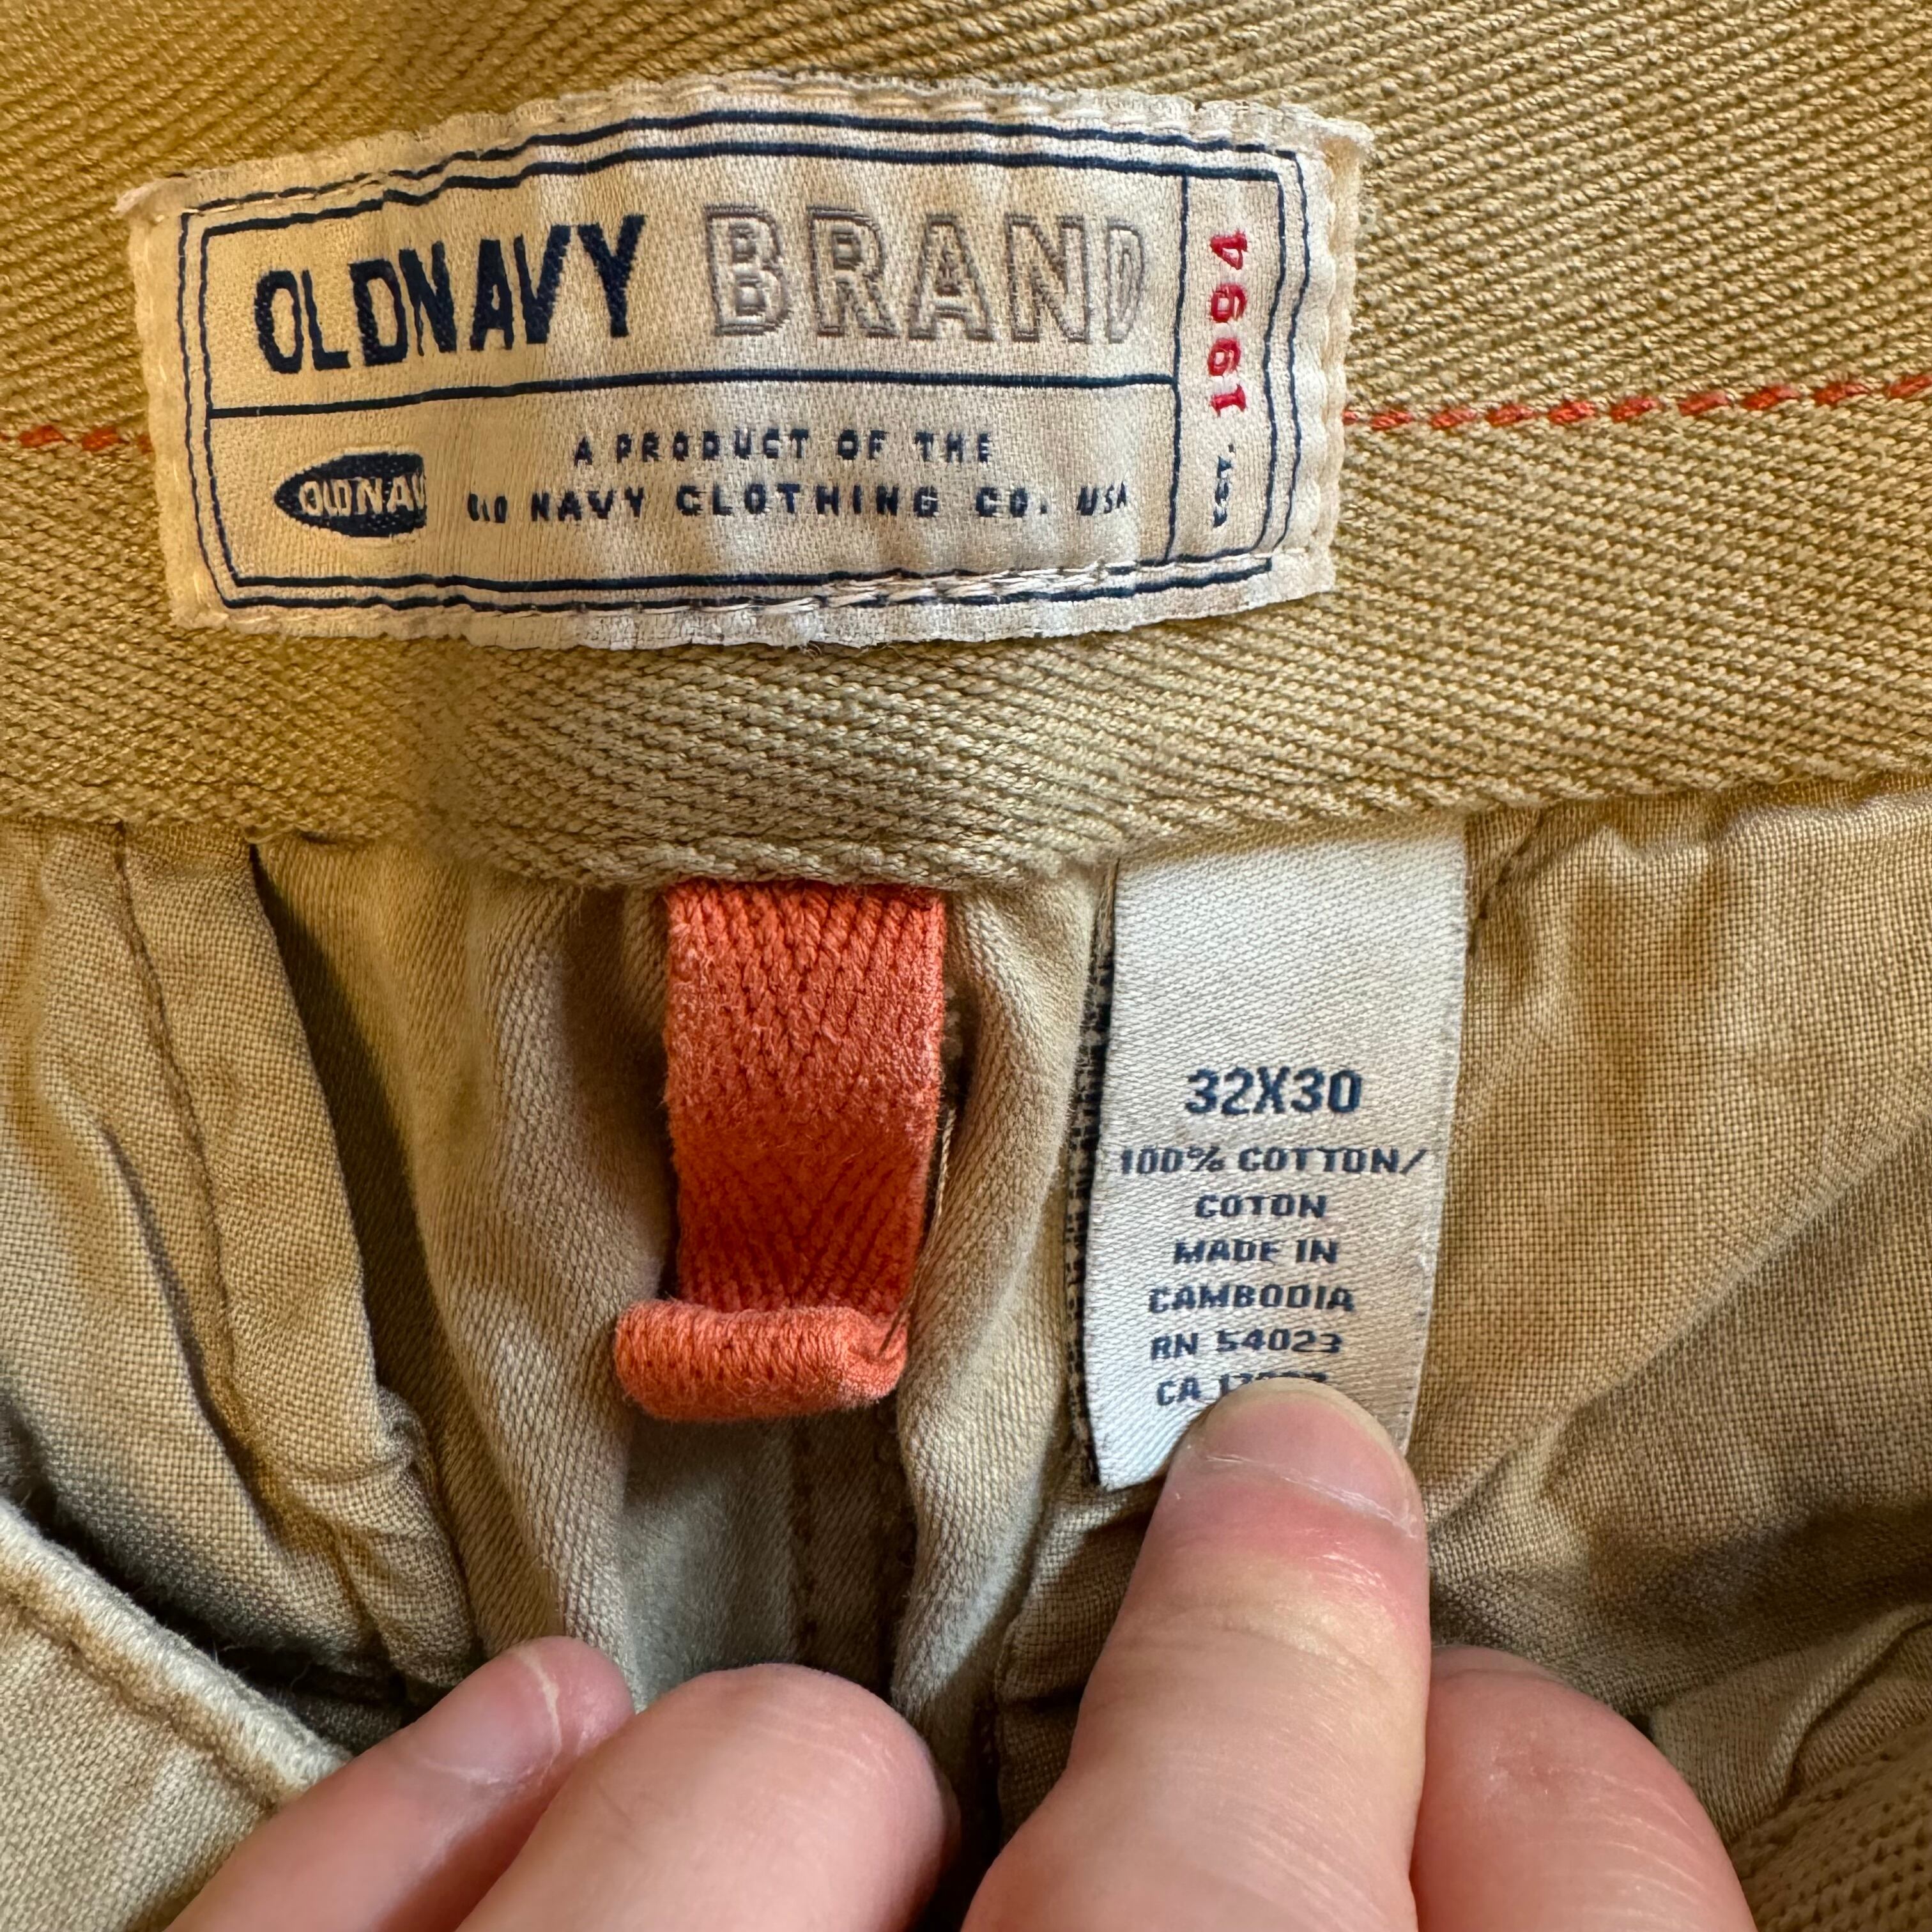 OLDNAVY BRAND
OLDNAV
A PRODUCT OF THE
OLD NAVY CLOTHING CO. USA
EST. 1994
32X30
100% COTTON/
COTON
MADE IN
CAMBODIA
RN 54023
CA